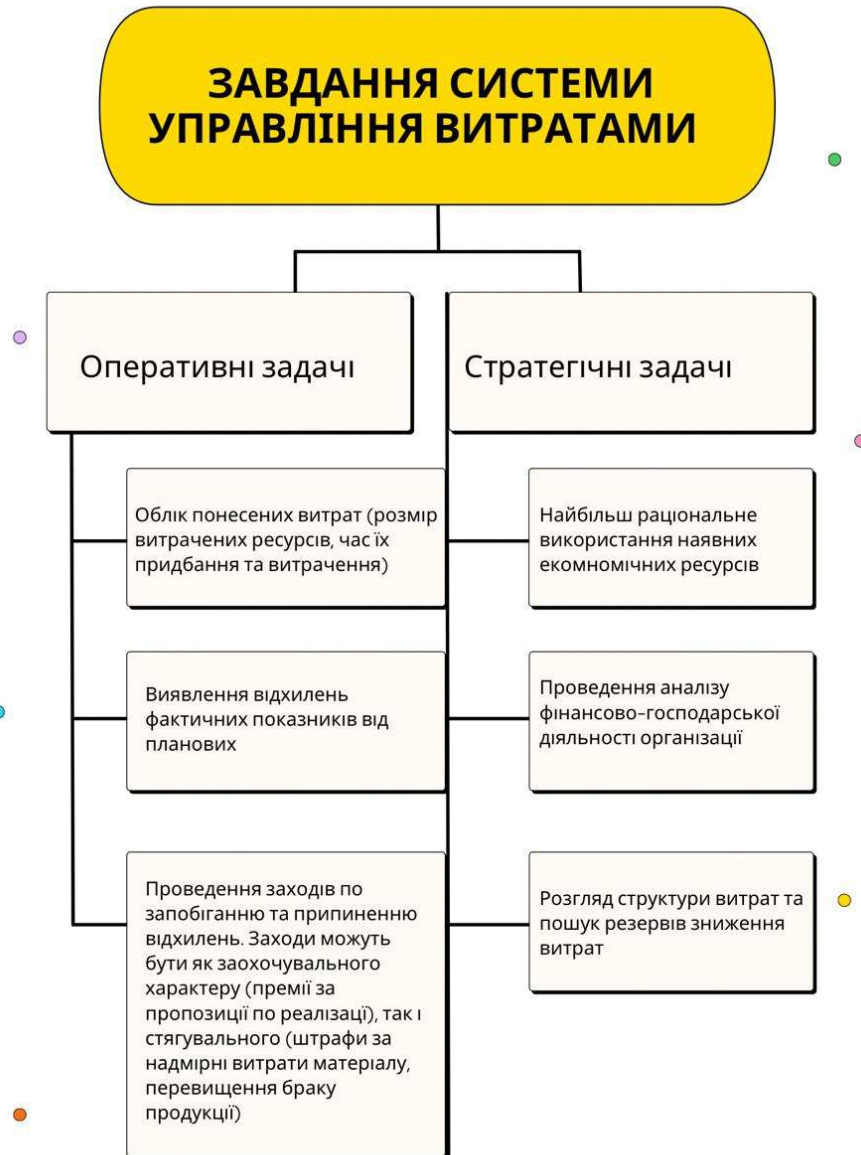 ЗАВДАННЯ СИСТЕМИ
УПРАВЛІННЯ ВИТРАТАМИ
Оперативні задачі
Стратегічні задачі
Облік понесених витрат (розмір
витрачених ресурсів, час їх
придбання та витрачення)
Найбільш раціональне
використання наявних
екомномічних ресурсів
Виявлення відхилень
фактичних показників від
планових
Проведення аналізу
фінансово-господарської
діяльності організації
Проведення заходів по
запобіганню та припиненню
відхилень. Заходи можуть
бути як заохочувального
характеру (премії за
пропозиції по реалізації), так і
стягувального (штрафи за
надмірні витрати матеріалу,
перевищення браку
продукції)
Розгляд структури витрат та
пошук резервів зниження
витрат